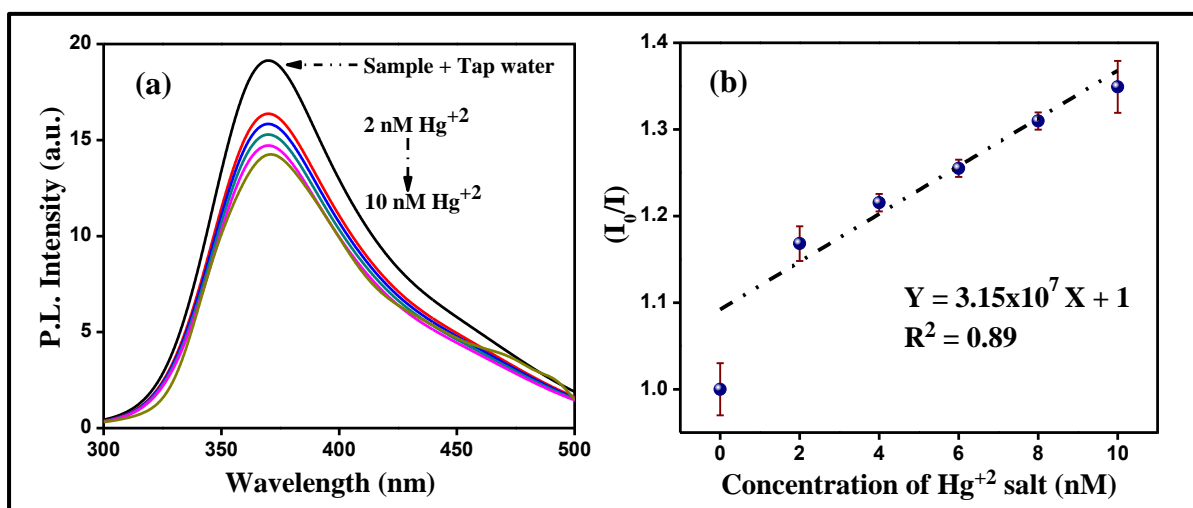 (a)
Sample + Tap water
2 nM Hg⁺²
10 nM Hg⁺²
P.L. Intensity (a.u.)
20
15
10
5
0
300
350
400
450
500
Wavelength (nm)
(b)
Y = 3.15x10⁷ X + 1
R² = 0.89
(I₀/I)
1.4
1.3
1.2
1.1
1.0
0
2
4
6
8
10
Concentration of Hg⁺² salt (nM)